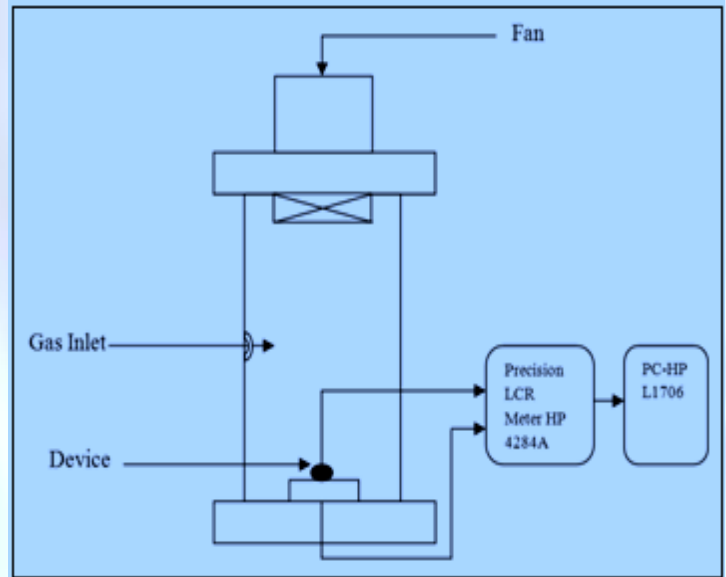 Fan
Gas Inlet
Device
Precision
LCR
Meter HP
4284A
PC-HP
L1706